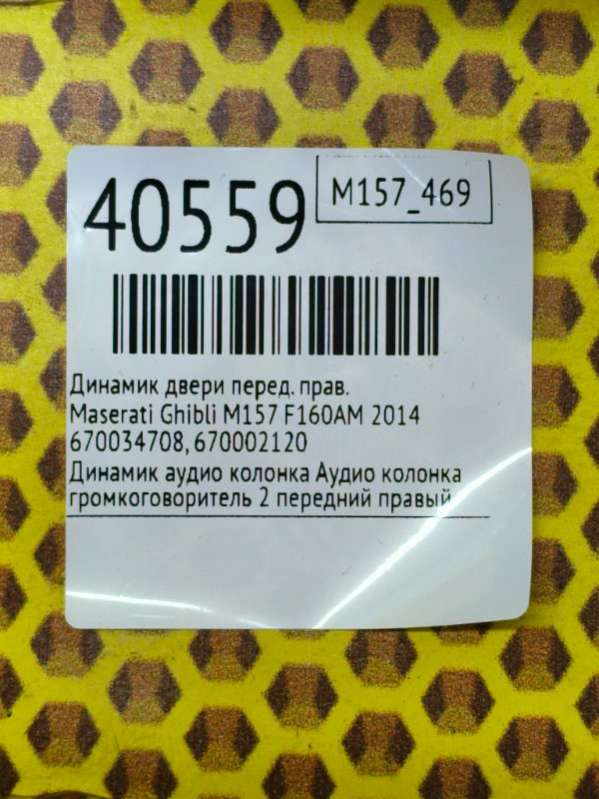 40559
M157_469
Динамик двери перед. прав.
Maserati Ghibli M157 F160AM 2014
670034708, 670002120
Динамик аудио колонка Аудио колонка
громкоговоритель 2 передний правый